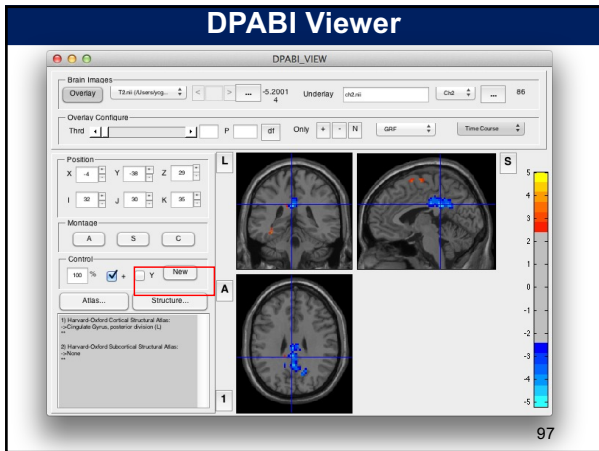 DPABI Viewer
DPABI_VIEW
Brain Images
Overlay T2.nii (/Users/ycg... < > ... -5.2001 4 Underlay ch2.nii Ch2 ... 86
Overlay Configure
Thrd P df Only + - N GRF Time Course
Position
X -4 Y -38 Z 29
I 32 J 30 K 35
Montage
A S C
Control
100 % + Y New
Atlas... Structure...
1) Harvard-Oxford Cortical Structural Atlas:
->Cingulate Gyrus, posterior division (L)
**
2) Harvard-Oxford Subcortical Structural Atlas:
->None
**
L
S
A
1
5
4
3
2
1
0
-1
-2
-3
-4
-5
97